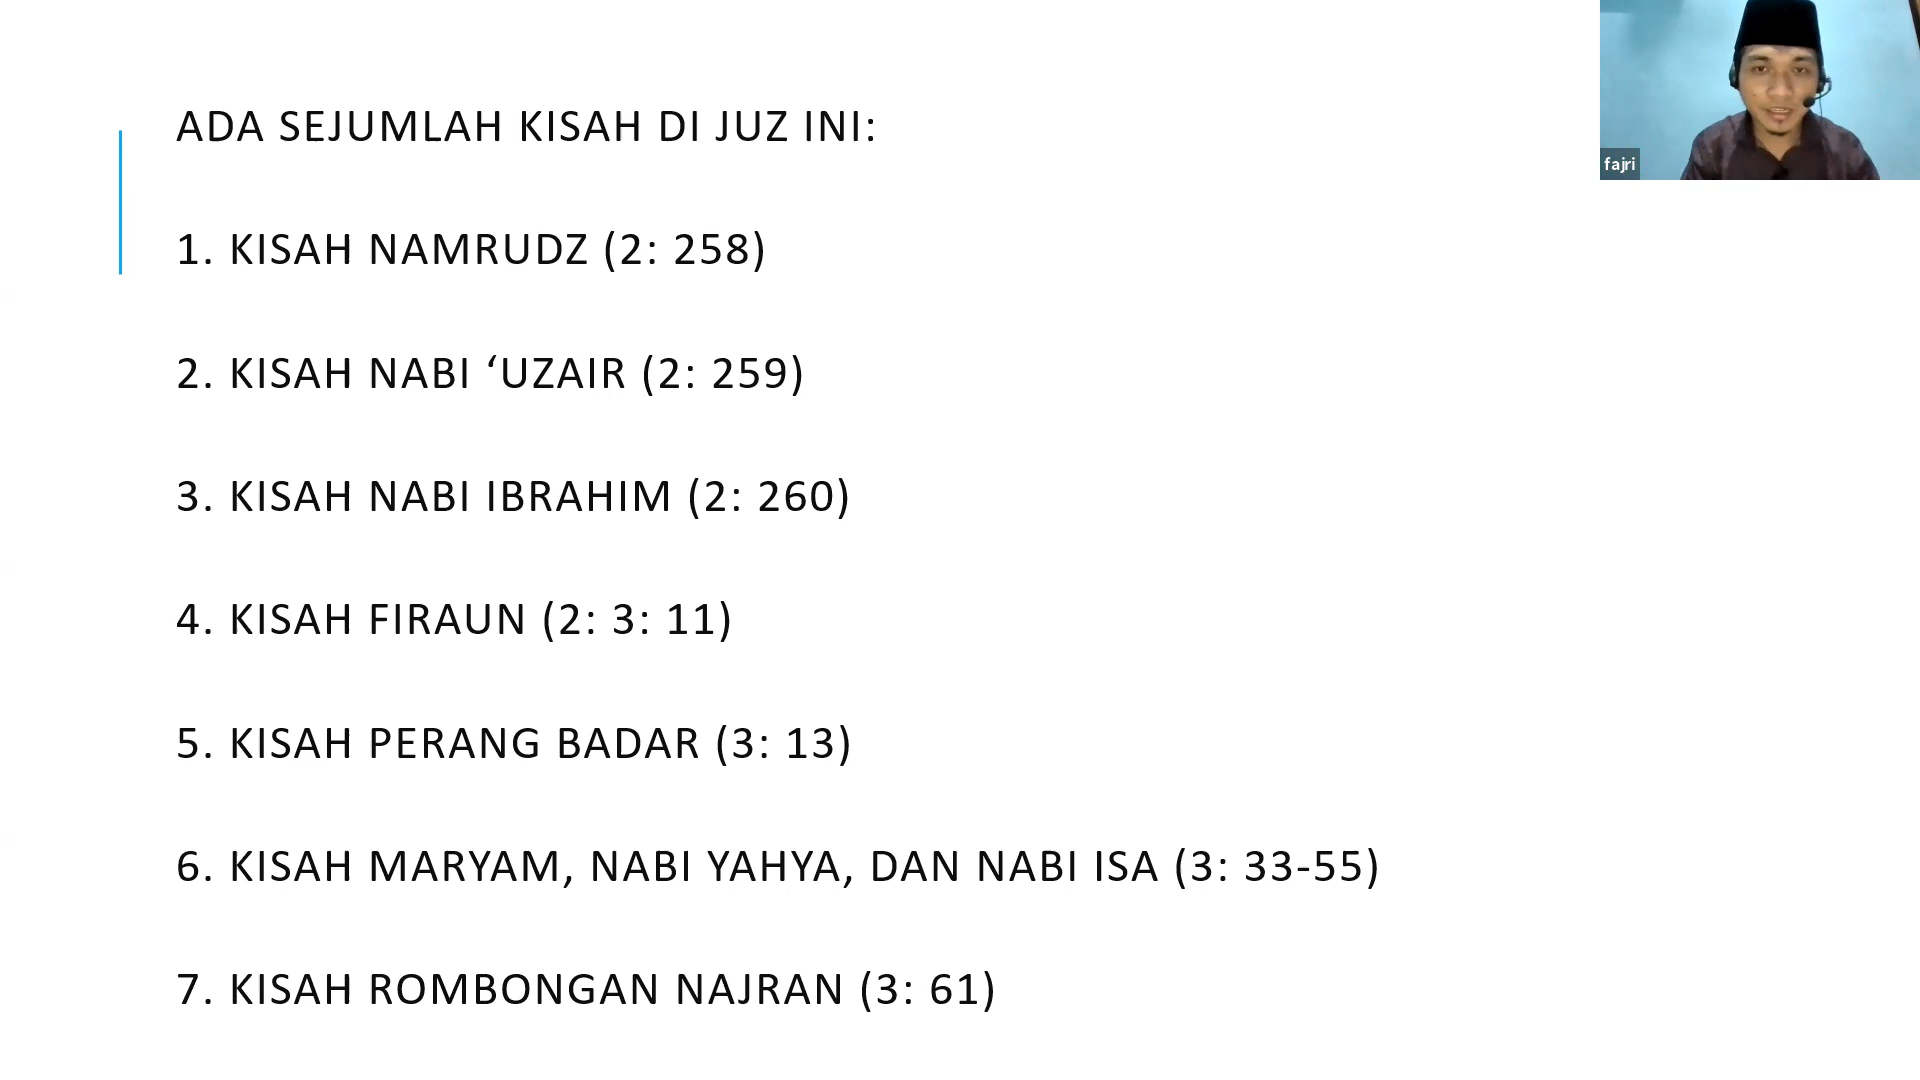 ADA SEJUMLAH KISAH DI JUZ INI:
1. KISAH NAMRUDZ (2: 258)
2. KISAH NABI ‘UZAIR (2: 259)
3. KISAH NABI IBRAHIM (2: 260)
4. KISAH FIRAUN (2: 3: 11)
5. KISAH PERANG BADAR (3: 13)
6. KISAH MARYAM, NABI YAHYA, DAN NABI ISA (3: 33-55)
7. KISAH ROMBONGAN NAJRAN (3: 61)
fajri